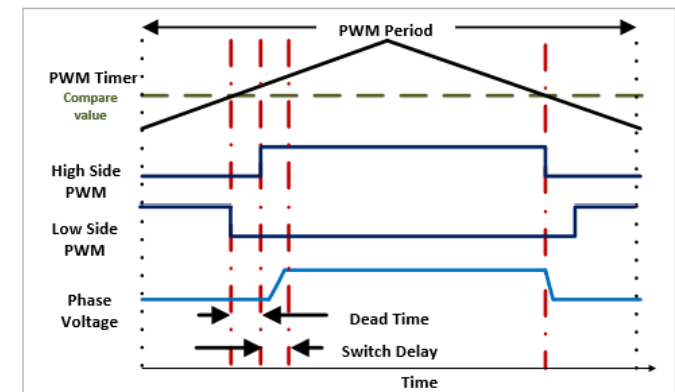 PWM Period
PWM Timer
Compare
value
High Side
PWM
Low Side
PWM
Phase
Voltage
Dead Time
Switch Delay
Time